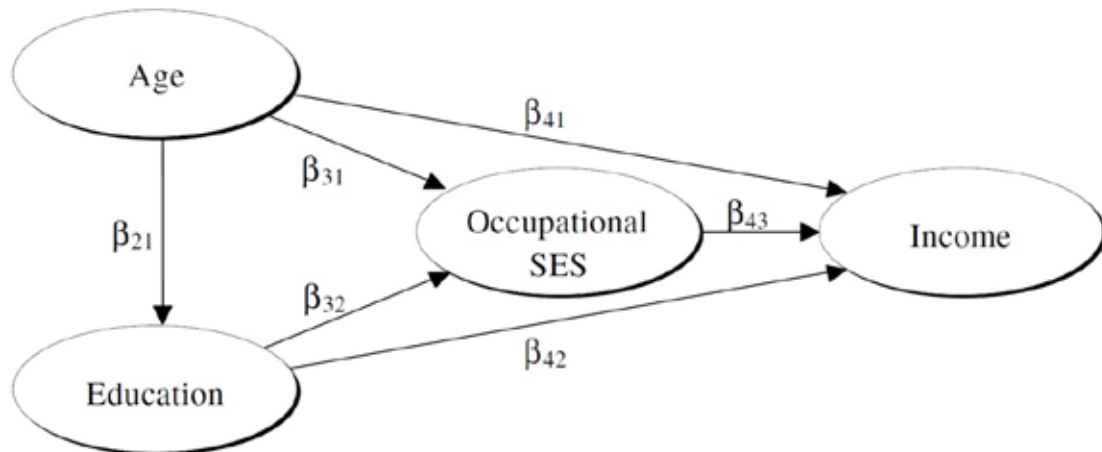 Age
β41
β31
β21
Occupational
SES
β43
Income
β32
β42
Education